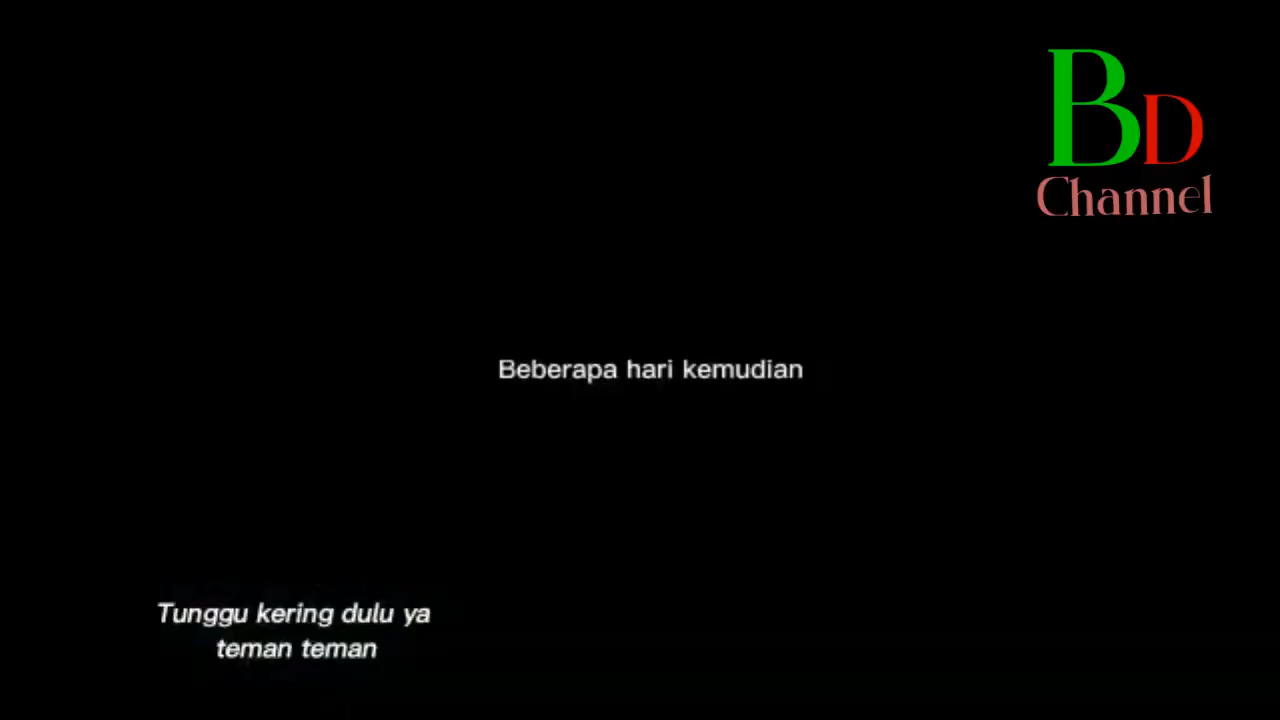 BD
Channel
Beberapa hari kemudian
Tunggu kering dulu ya
teman teman